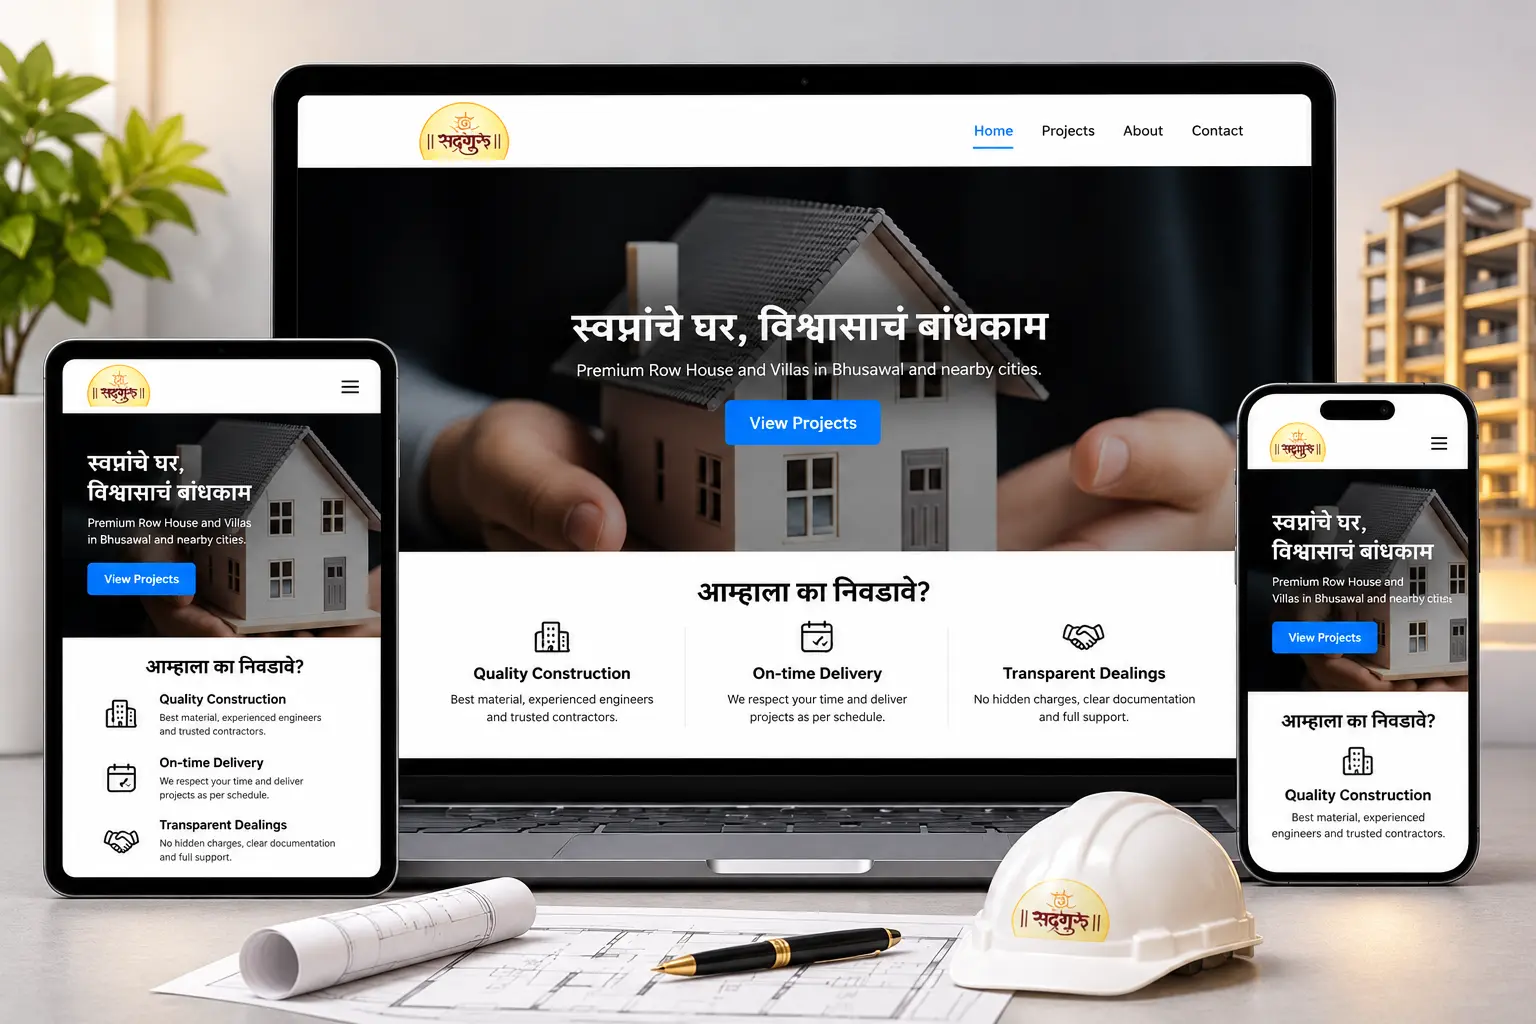 || सद्गुरु ||
Home Projects About Contact
स्वप्नांचे घर, विश्वासाचं बांधकाम
Premium Row House and Villas in Bhusawal and nearby cities.
View Projects
आम्हाला का निवडावे?
Quality Construction
Best material, experienced engineers
and trusted contractors.
On-time Delivery
We respect your time and deliver
projects as per schedule.
Transparent Dealings
No hidden charges, clear documentation
and full support.
|| सद्गुरु ||
स्वप्नांचे घर,
विश्वासाचं बांधकाम
Premium Row House and Villas
in Bhusawal and nearby cities.
View Projects
आम्हाला का निवडावे?
Quality Construction
Best material, experienced engineers
and trusted contractors.
On-time Delivery
We respect your time and deliver
projects as per schedule.
Transparent Dealings
No hidden charges, clear documentation
and full support.
|| सद्गुरु ||
स्वप्नांचे घर,
विश्वासाचं बांधकाम
Premium Row House and
Villas in Bhusawal and nearby cities.
View Projects
आम्हाला का निवडावे?
Quality Construction
Best material, experienced
engineers and trusted contractors.
|| सद्गुरु ||